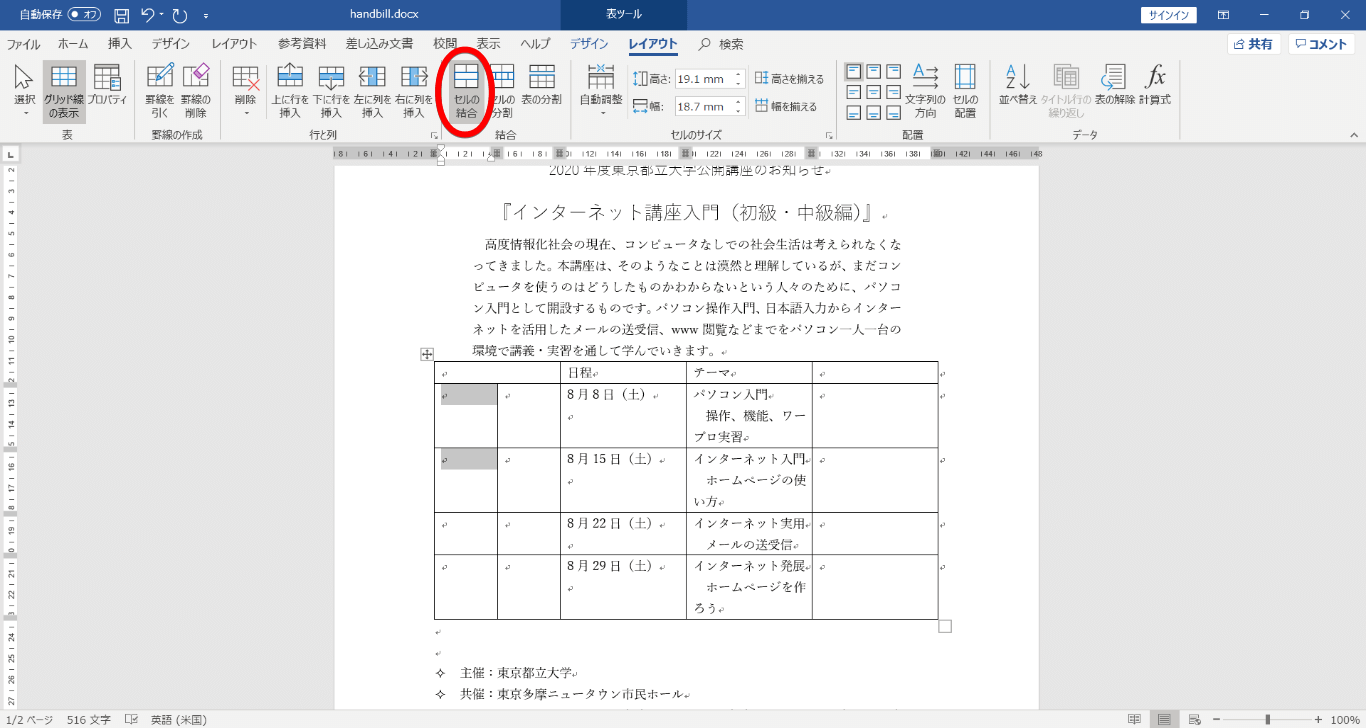 自動保存 オフ handbill.docx 表ツール サインイン
ファイル ホーム 挿入 デザイン レイアウト 参考資料 差し込み文書 校閲 表示 ヘルプ デザイン レイアウト 検索 共有 コメント
選択 グリッド線の表示 プロパティ 罫線を引く 罫線の削除 削除 上に行を挿入 下に行を挿入 左に列を挿入 右に列を挿入 セルの結合 セルの分割 表の分割 自動調整 高さ: 19.1 mm 高さを揃える 幅: 18.7 mm 幅を揃える 文字列の方向 セルの配置 並べ替え タイトル行の繰り返し 表の解除 計算式
表 罫線の作成 行と列 結合 セルのサイズ 配置 データ
2020 年度東京都立大学公開講座のお知らせ
『インターネット講座入門（初級・中級編）』
高度情報化社会の現在、コンピュータなしでの社会生活は考えられなくな
ってきました。本講座は、そのようなことは漠然と理解しているが、まだコン
ピュータを使うのはどうしたものかわからないという人々のために、パソコ
ン入門として開設するものです。パソコン操作入門、日本語入力からインター
ネットを活用したメールの送受信、www 閲覧などまでをパソコン一人一台の
環境で講義・実習を通して学んでいきます。
日程 テーマ
8 月 8 日（土） パソコン入門
操作、機能、ワー
プロ実習
8 月 15 日（土） インターネット入門
ホームページの使
い方
8 月 22 日（土） インターネット実用
メールの送受信
8 月 29 日（土） インターネット発展
ホームページを作
ろう
主催：東京都立大学
共催：東京多摩ニュータウン市民ホール
1/2 ページ 516 文字 英語 (米国) 100%